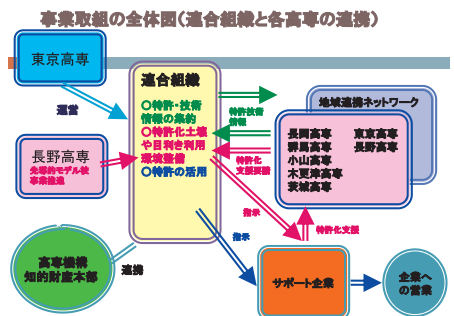 事業取組の全体図(連合組織と各高専の連携)
東京高専
運営
長野高専
先導的モデル校
事業推進
高専機構
知的財産本部
連携
連合組織
○特許・技術
情報の集約
○特許化土壌
や目利き利用
環境整備
○特許の活用
特許技術
情報
特許化
支援要請
指示
指示
地域連携ネットワーク
長岡高専 東京高専
群馬高専 長野高専
小山高専
木更津高専
茨城高専
特許化支援
サポート企業
企業へ
の営業